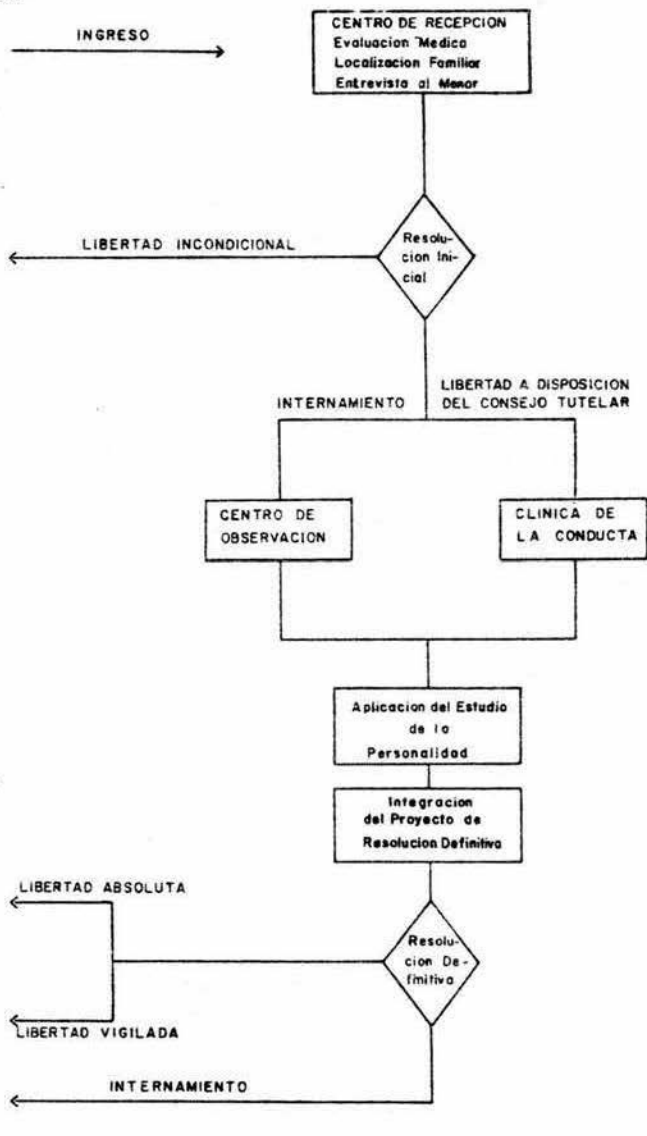 INGRESO
CENTRO DE RECEPCION
Evaluacion Medica
Localizacion Familiar
Entrevista al Menor
LIBERTAD INCONDICIONAL
Resolu-
cion Ini-
cial
INTERNAMIENTO
LIBERTAD A DISPOSICION
DEL CONSEJO TUTELAR
CENTRO DE
OBSERVACION
CLINICA DE
LA CONDUCTA
Aplicacion del Estudio
de la
Personalidad
Integracion
del Proyecto de
Resolucion Definitiva
LIBERTAD ABSOLUTA
Resolu-
cion De-
finitiva
LIBERTAD VIGILADA
INTERNAMIENTO